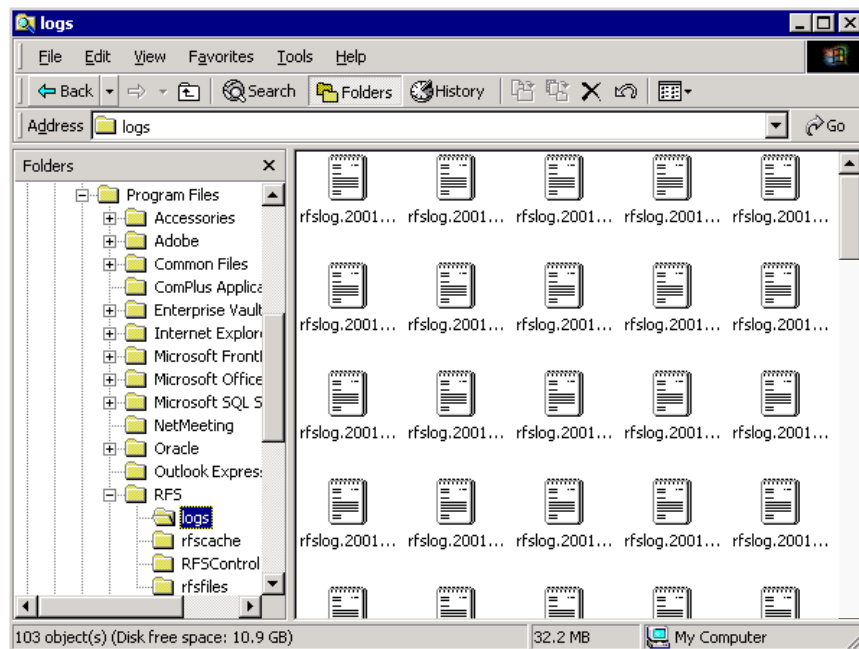 logs
File Edit View Favorites Tools Help
Back Search Folders History
Address logs Go
Folders
Program Files
Accessories
Adobe
Common Files
ComPlus Applica
Enterprise Vault
Internet Explor
Microsoft Front
Microsoft Office
Microsoft SQL S
NetMeeting
Oracle
Outlook Expres
RFS
logs
rfscache
RFSControl
rfsfiles
rfslog.2001... rfslog.2001... rfslog.2001... rfslog.2001... rfslog.2001...
rfslog.2001... rfslog.2001... rfslog.2001... rfslog.2001... rfslog.2001...
rfslog.2001... rfslog.2001... rfslog.2001... rfslog.2001... rfslog.2001...
rfslog.2001... rfslog.2001... rfslog.2001... rfslog.2001... rfslog.2001...
103 object(s) (Disk free space: 10.9 GB) 32.2 MB My Computer